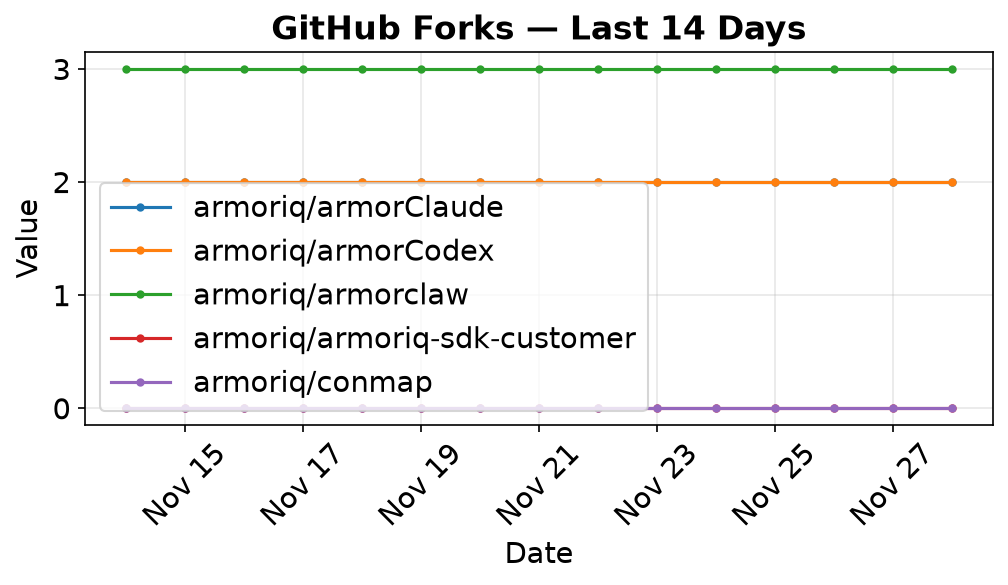 GitHub Forks — Last 14 Days
Value
3
2
1
0
armoriq/armorClaude
armoriq/armorCodex
armoriq/armorclaw
armoriq/armoriq-sdk-customer
armoriq/conmap
Nov 15
Nov 17
Nov 19
Nov 21
Nov 23
Nov 25
Nov 27
Date